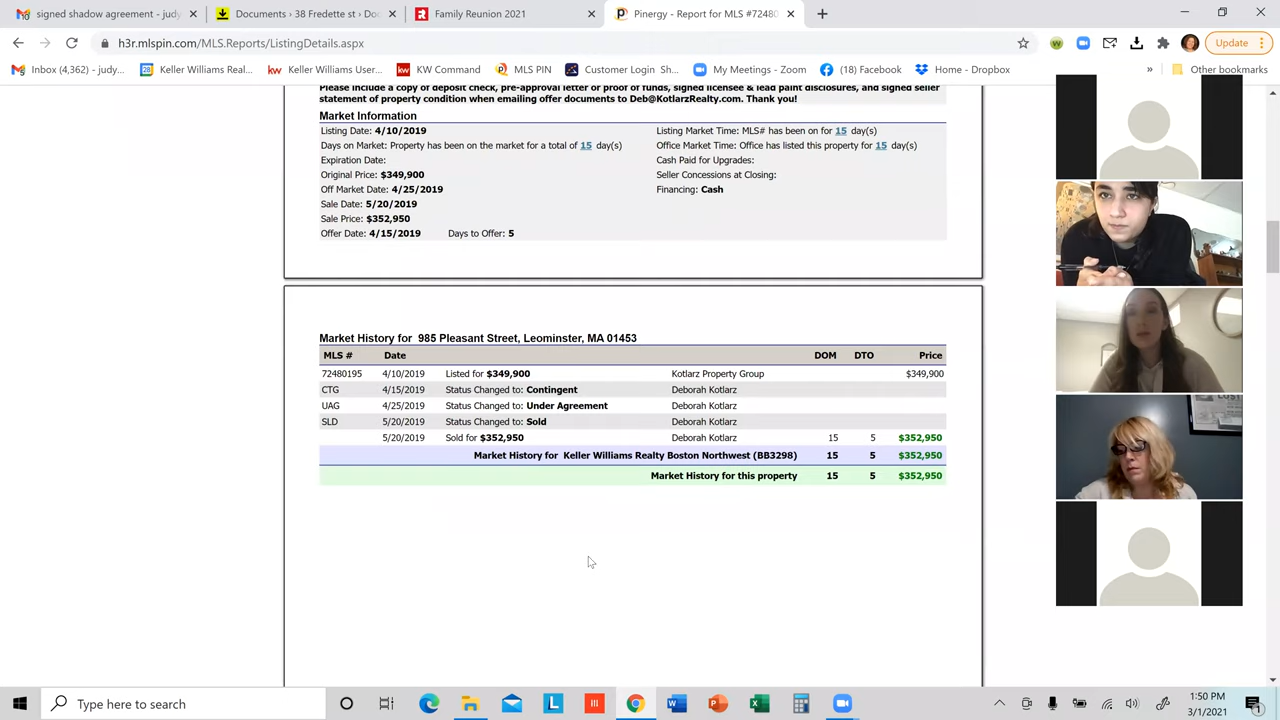 signed shadow agreement - judy
Documents › 38 Fredette st › Doc
Family Reunion 2021
Pinergy - Report for MLS #72480
h3r.mlspin.com/MLS.Reports/ListingDetails.aspx
Update
Inbox (4,362) - judy...
Keller Williams Real...
Keller Williams User...
KW Command
MLS PIN
Customer Login Sh...
My Meetings - Zoom
(18) Facebook
Home - Dropbox
»
Other bookmarks
Please include a copy of deposit check, pre-approval letter or proof of funds, signed licensee & lead paint disclosures, and signed seller
statement of property condition when emailing offer documents to Deb@KotlarzRealty.com. Thank you!
Market Information
Listing Date: 4/10/2019
Listing Market Time: MLS# has been on for 15 day(s)
Days on Market: Property has been on the market for a total of 15 day(s)
Office Market Time: Office has listed this property for 15 day(s)
Expiration Date:
Cash Paid for Upgrades:
Original Price: $349,900
Seller Concessions at Closing:
Off Market Date: 4/25/2019
Financing: Cash
Sale Date: 5/20/2019
Sale Price: $352,950
Offer Date: 4/15/2019 Days to Offer: 5
Market History for 985 Pleasant Street, Leominster, MA 01453
MLS # Date DOM DTO Price
72480195 4/10/2019 Listed for $349,900 Kotlarz Property Group $349,900
CTG 4/15/2019 Status Changed to: Contingent Deborah Kotlarz
UAG 4/25/2019 Status Changed to: Under Agreement Deborah Kotlarz
SLD 5/20/2019 Status Changed to: Sold Deborah Kotlarz
5/20/2019 Sold for $352,950 Deborah Kotlarz 15 5 $352,950
Market History for Keller Williams Realty Boston Northwest (BB3298) 15 5 $352,950
Market History for this property 15 5 $352,950
Type here to search
1:50 PM
3/1/2021